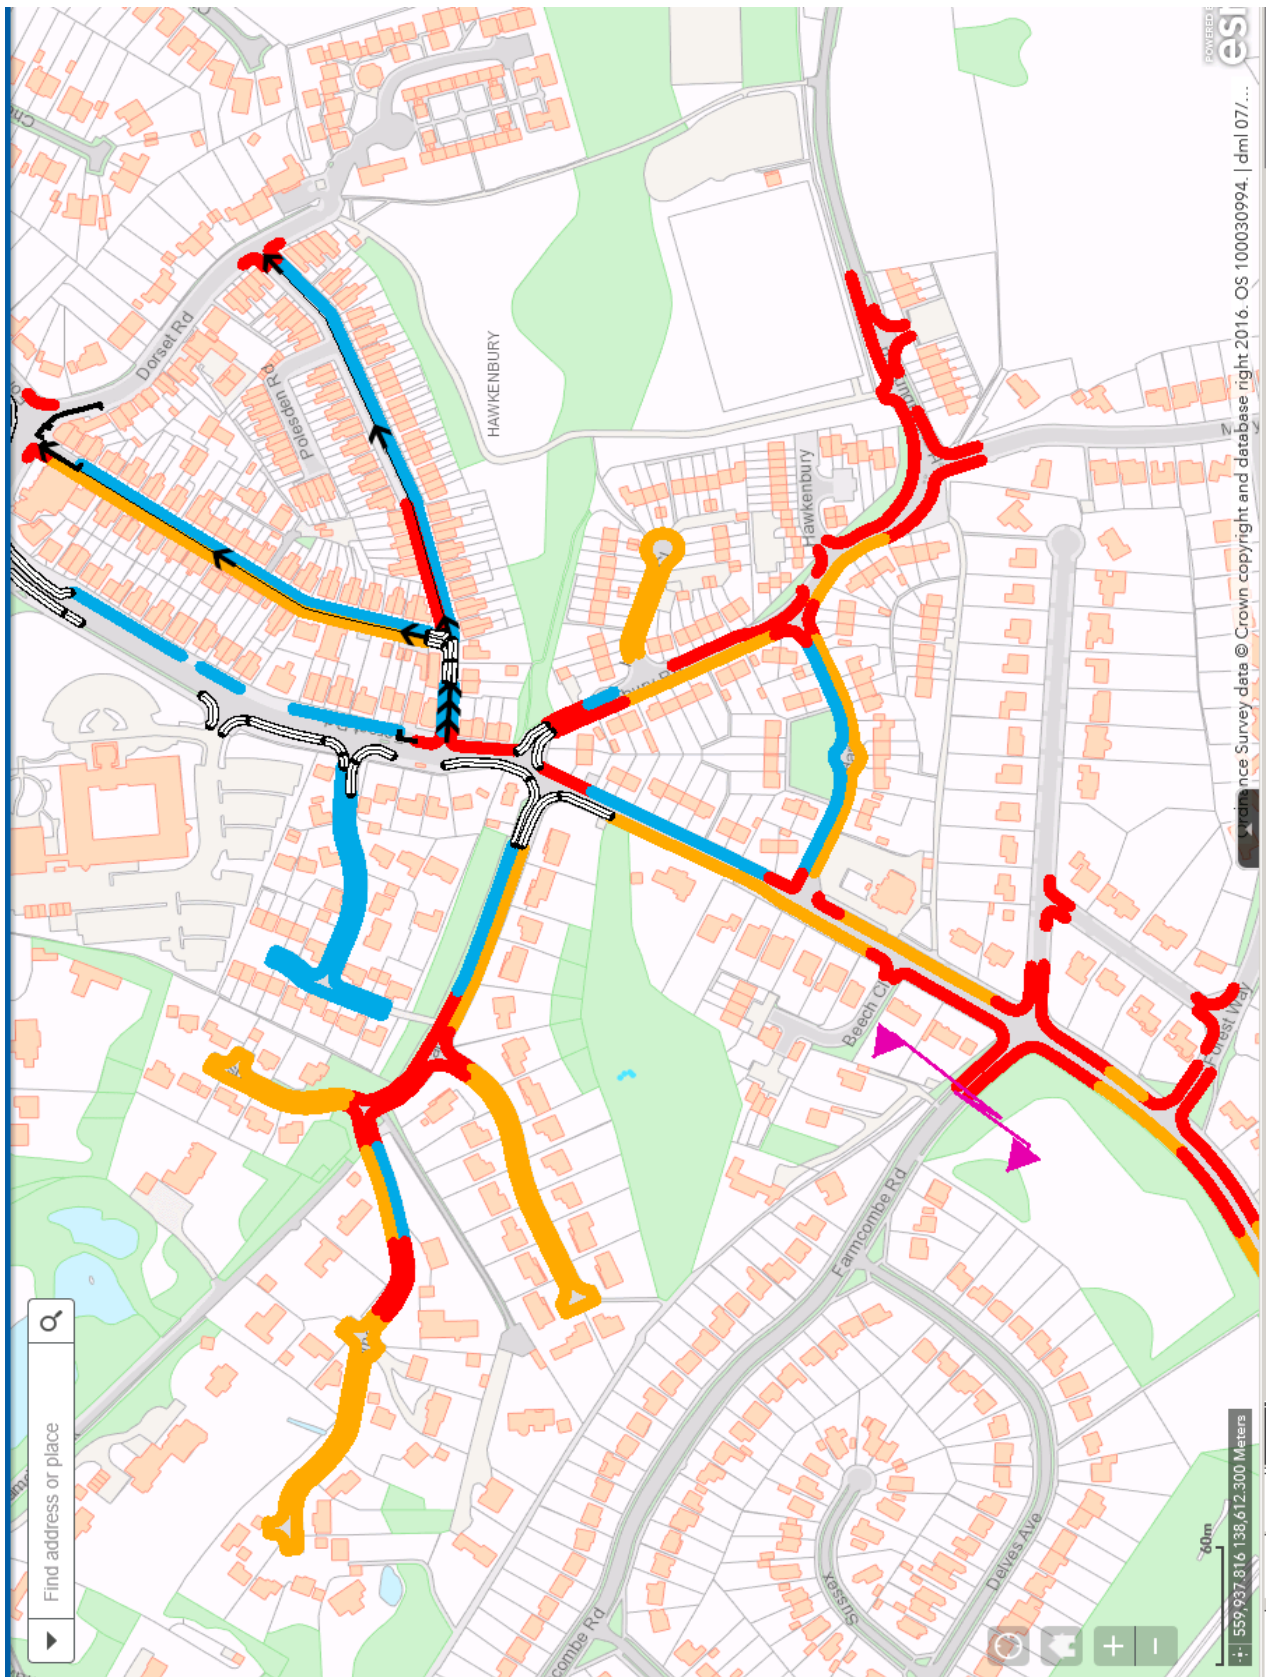 Find address or place
Dorset Rd
Polesden Rd
HAWKENBURY
Hawkenbury
Beech Cl
Forest Way
Farmcombe Rd
Delves Ave
Sussex
combe Rd
60m
559,937.816 138,612.300 Meters
Ordnance Survey data © Crown copyright and database right 2016. OS 100030994. | dml 07/...
POWERED
esri